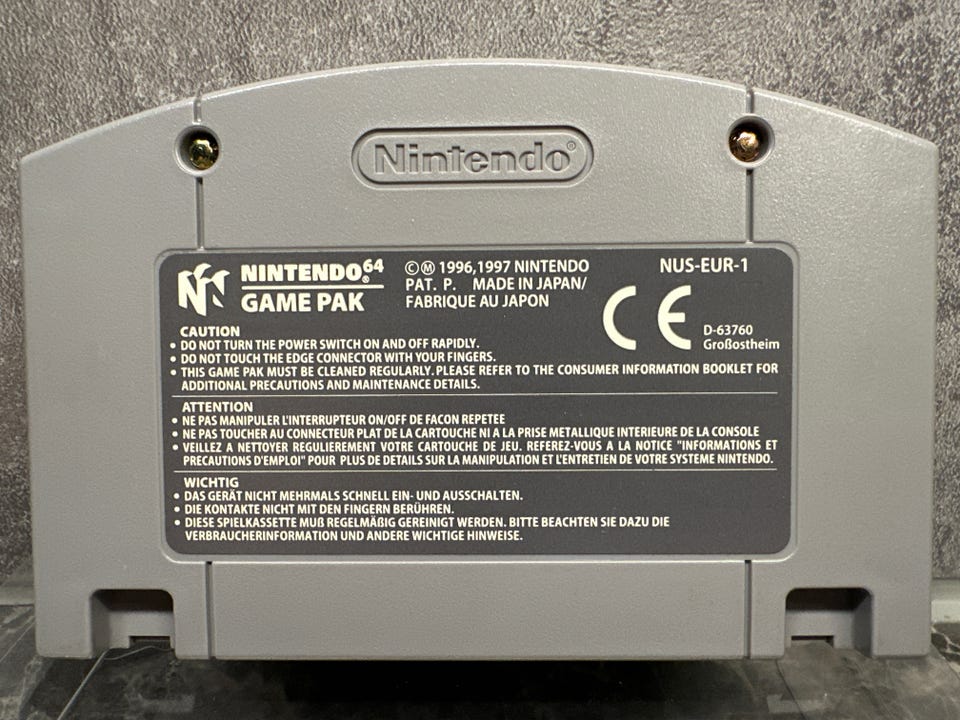 Nintendo®
NINTENDO®64
GAME PAK
©Ⓜ 1996,1997 NINTENDO
PAT. P. MADE IN JAPAN/
FABRIQUE AU JAPON
NUS-EUR-1
CE
D-63760
Großostheim
CAUTION
• DO NOT TURN THE POWER SWITCH ON AND OFF RAPIDLY.
• DO NOT TOUCH THE EDGE CONNECTOR WITH YOUR FINGERS.
• THIS GAME PAK MUST BE CLEANED REGULARLY. PLEASE REFER TO THE CONSUMER INFORMATION BOOKLET FOR
ADDITIONAL PRECAUTIONS AND MAINTENANCE DETAILS.
ATTENTION
• NE PAS MANIPULER L'INTERRUPTEUR ON/OFF DE FACON REPETEE
• NE PAS TOUCHER AU CONNECTEUR PLAT DE LA CARTOUCHE NI A LA PRISE METALLIQUE INTERIEURE DE LA CONSOLE
• VEILLEZ A NETTOYER REGULIEREMENT VOTRE CARTOUCHE DE JEU. REFEREZ-VOUS A LA NOTICE "INFORMATIONS ET
PRECAUTIONS D'EMPLOI" POUR PLUS DE DETAILS SUR LA MANIPULATION ET L'ENTRETIEN DE VOTRE SYSTEME NINTENDO.
WICHTIG
• DAS GERÄT NICHT MEHRMALS SCHNELL EIN- UND AUSSCHALTEN.
• DIE KONTAKTE NICHT MIT DEN FINGERN BERÜHREN.
• DIESE SPIELKASSETTE MUß REGELMÄßIG GEREINIGT WERDEN. BITTE BEACHTEN SIE DAZU DIE
VERBRAUCHERINFORMATION UND ANDERE WICHTIGE HINWEISE.